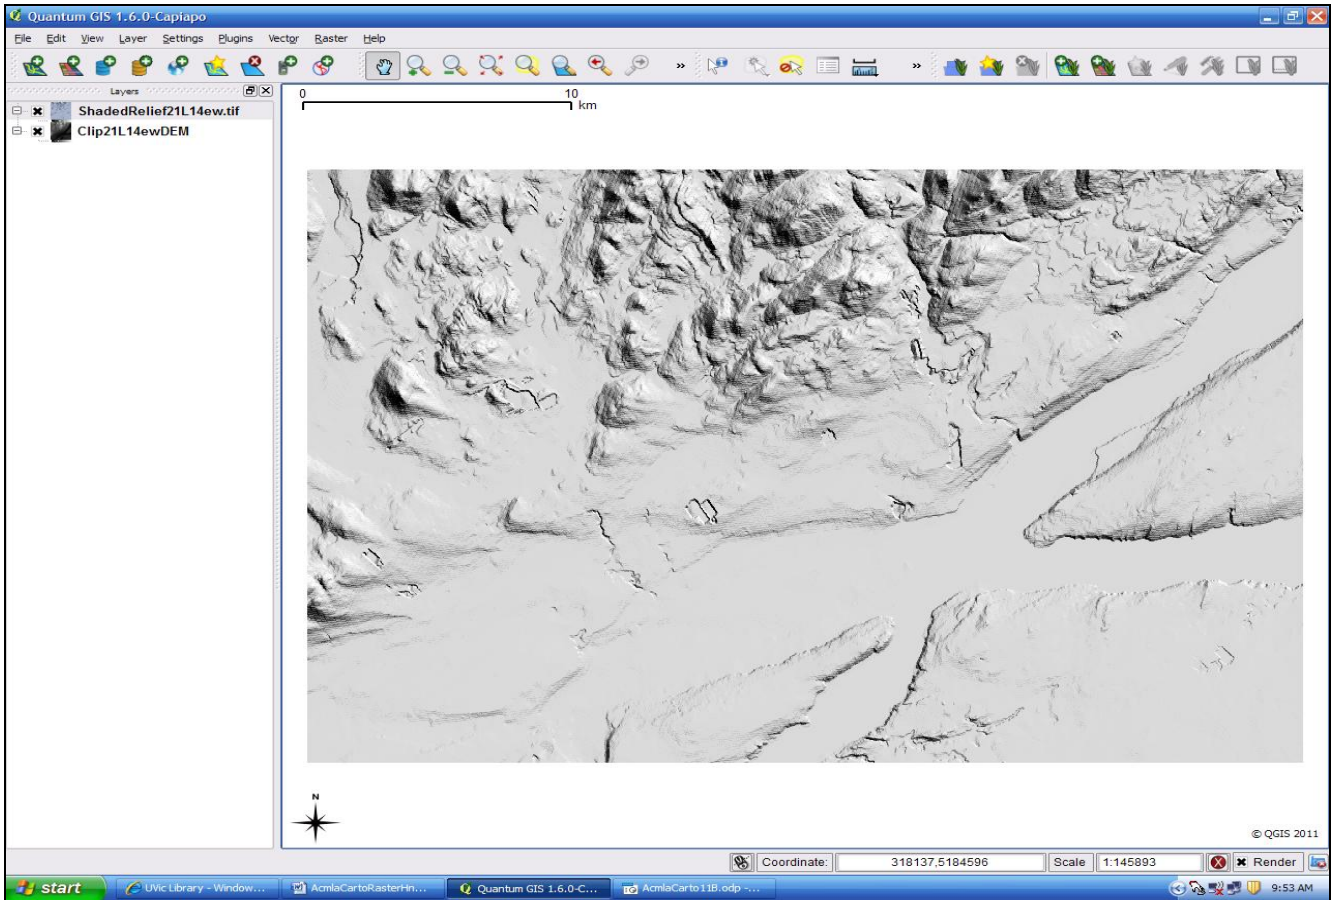 Quantum GIS 1.6.0-Capiapo
File Edit View Layer Settings Plugins Vector Raster Help
» »
Layers
ShadedRelief21L14ew.tif
Clip21L14ewDEM
0 10
km
N
© QGIS 2011
Coordinate: 318137,5184596 Scale 1:145893 Render
start UVic Library - Window... AcmlaCartoRasterHn... Quantum GIS 1.6.0-C... AcmlaCarto11B.odp -... 9:53 AM